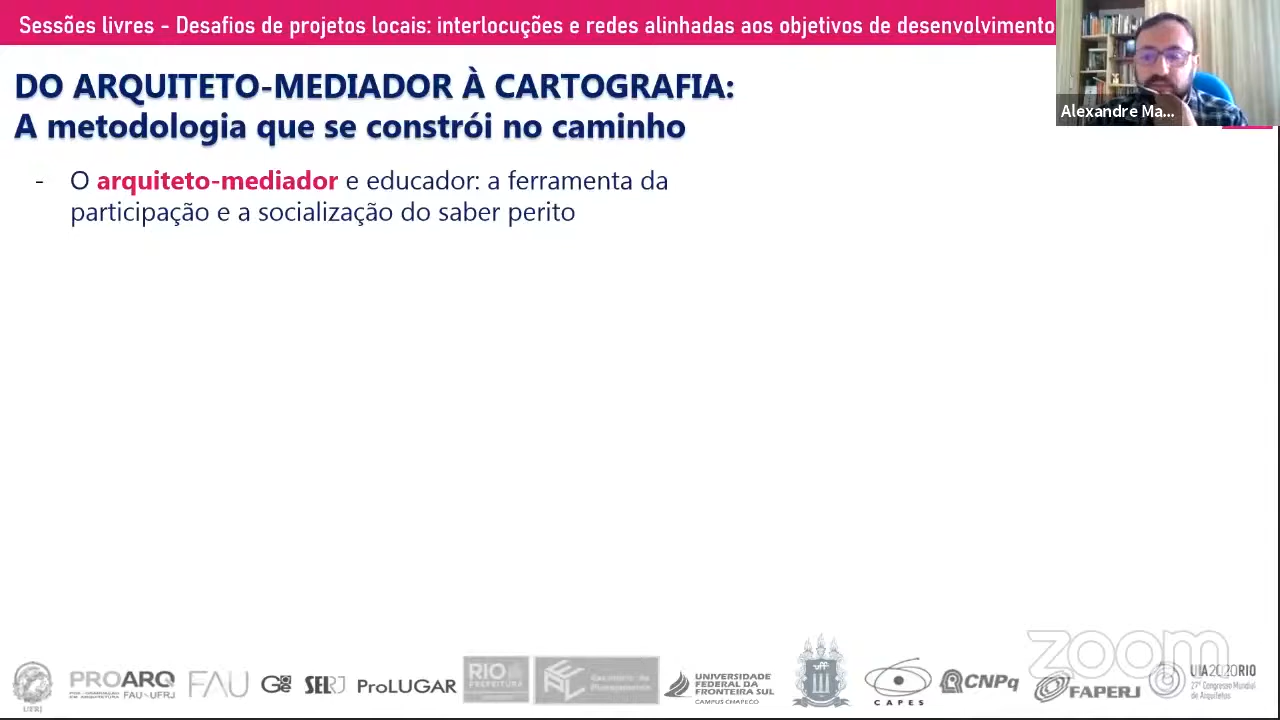 Sessões livres - Desafios de projetos locais: interlocuções e redes alinhadas aos objetivos de desenvolvimento
Alexandre Ma...
DO ARQUITETO-MEDIADOR À CARTOGRAFIA:
A metodologia que se constrói no caminho
- O arquiteto-mediador e educador: a ferramenta da
participação e a socialização do saber perito
zoom
UFRJ
PROARQ
FAU-UFRJ
FAU
SEL RJ
ProLUGAR
RIO
PREFEITURA
UNIVERSIDADE
FEDERAL DA
FRONTEIRA SUL
CAMPUS CHAPECÓ
uff
CAPES
CNPq
FAPERJ
UIA2020RIO
27º Congresso Mundial
de Arquitetos